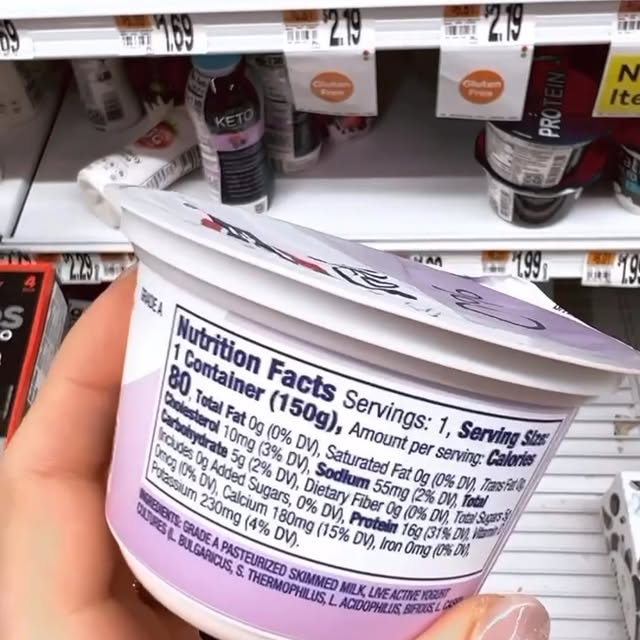 1.69
2.19
2.19
Gluten
Free
Gluten
Free
N
Ite
KETO
PROTEIN
2.29
1.99
1.9
4
GRADE A
Nutrition Facts Servings: 1, Serving Size:
1 Container (150g), Amount per serving: Calories
80, Total Fat 0g (0% DV), Saturated Fat 0g (0% DV), Trans Fat 0g
Cholesterol 10mg (3% DV), Sodium 55mg (2% DV), Total
Carbohydrate 5g (2% DV), Dietary Fiber 0g (0% DV), Total Sugars 5g
(Includes 0g Added Sugars, 0% DV), Protein 16g (31% DV), Vitamin
0mcg (0% DV), Calcium 180mg (15% DV), Iron 0mg (0% DV),
Potassium 230mg (4% DV).
INGREDIENTS: GRADE A PASTEURIZED SKIMMED MILK, LIVE ACTIVE YOGURT
CULTURES (L. BULGARICUS, S. THERMOPHILUS, L. ACIDOPHILUS, BIFIDUS, L. CASEI